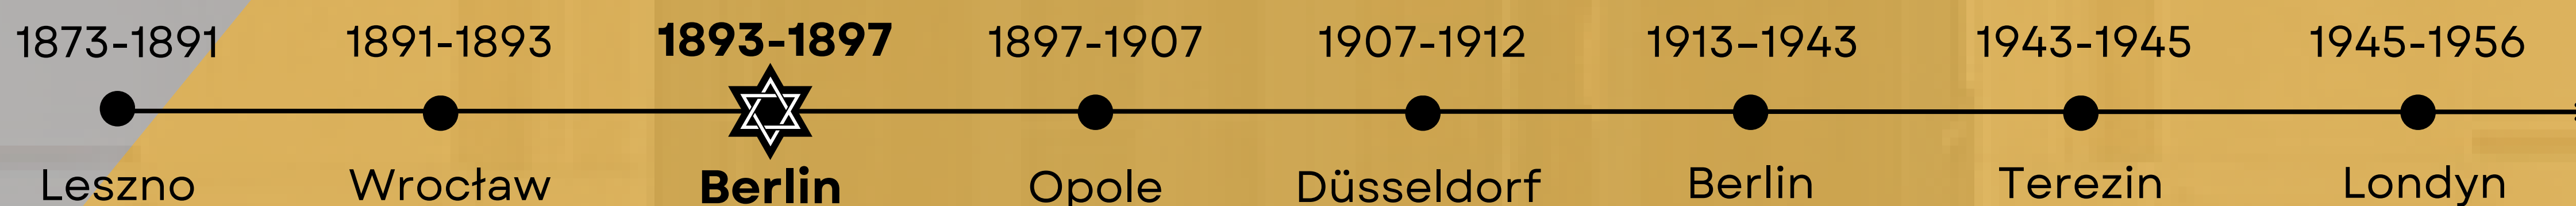 1873-1891 1891-1893 1893-1897 1897-1907 1907-1912 1913-1943 1943-1945 1945-1956
Leszno Wrocław Berlin Opole Düsseldorf Berlin Terezin Londyn